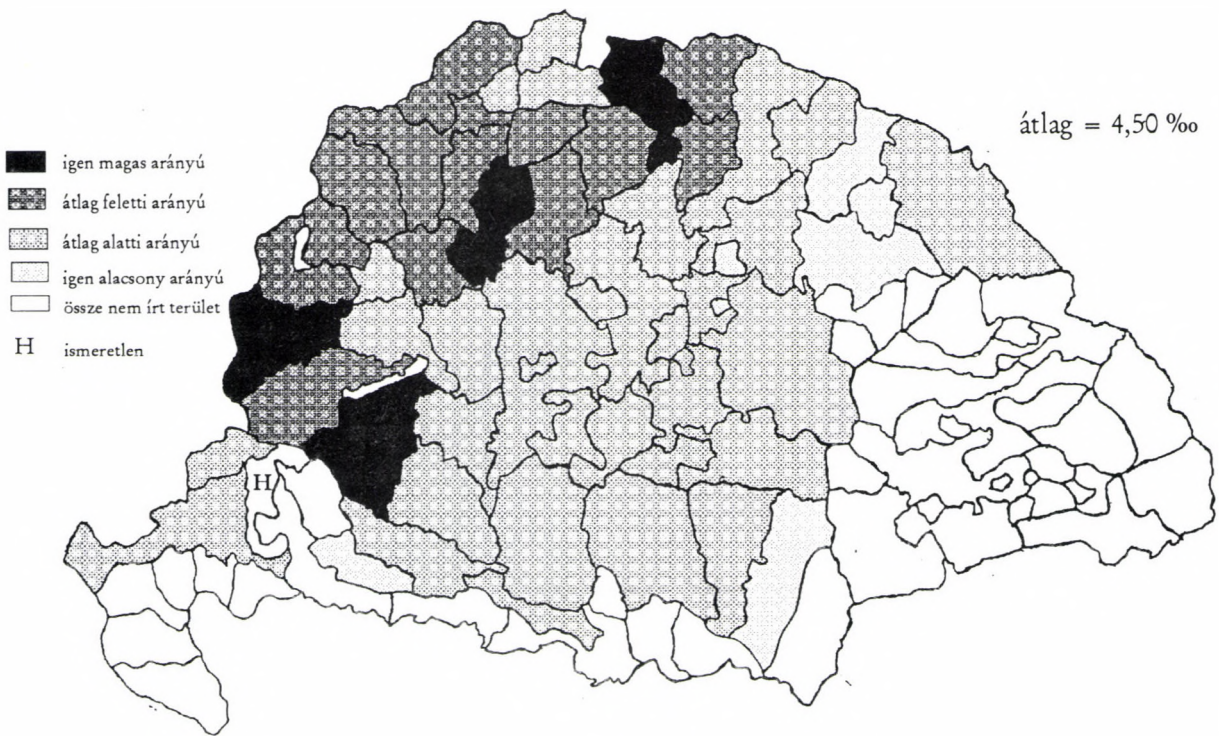 átlag = 4,50 ‰
igen magas arányú
átlag feletti arányú
átlag alatti arányú
igen alacsony arányú
össze nem írt terület
H ismeretlen
H